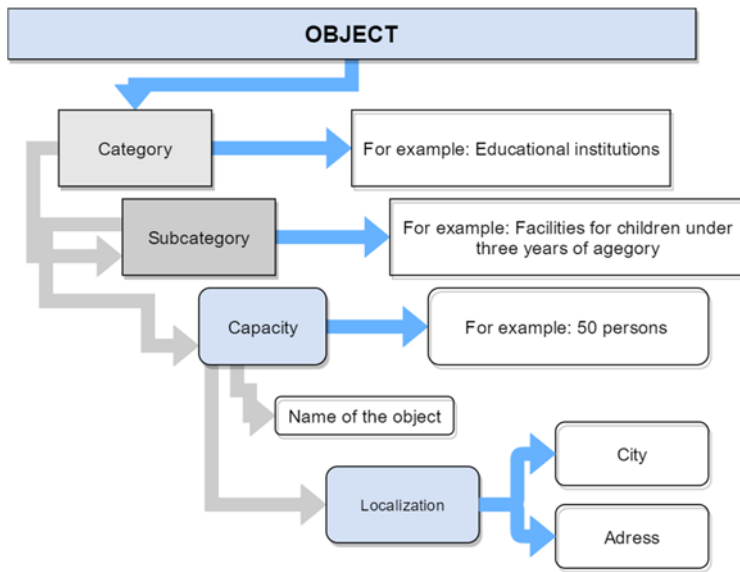 OBJECT
Category
For example: Educational institutions
Subcategory
For example: Facilities for children under
three years of agegory
Capacity
For example: 50 persons
Name of the object
Localization
City
Adress